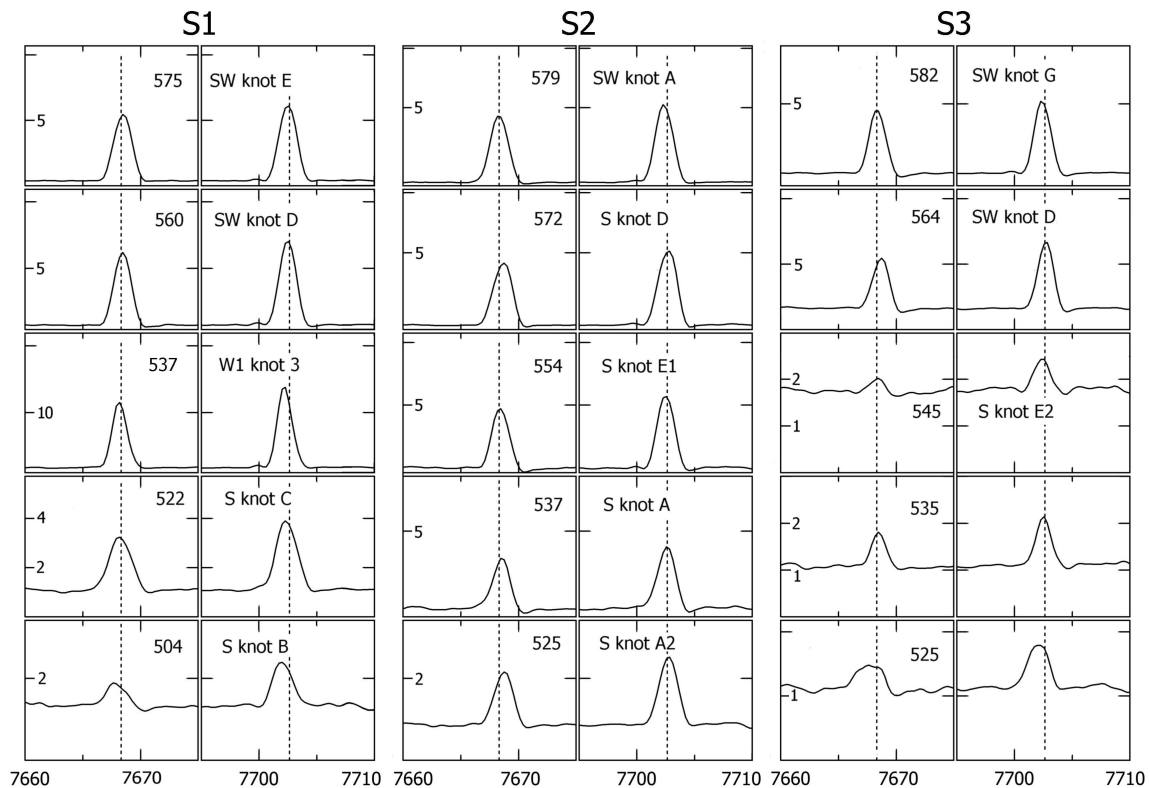 S1 S2 S3
575 SW knot E 579 SW knot A 582 SW knot G
5 5 5
560 SW knot D 572 S knot D 564 SW knot D
5 5 5
537 W1 knot 3 554 S knot E1 2
10 5 545 S knot E2
1
522 S knot C 537 S knot A 535
4 5 2
2 1
504 S knot B 525 S knot A2 525
2 2 1
7660 7670 7700 7710 7660 7670 7700 7710 7660 7670 7700 7710